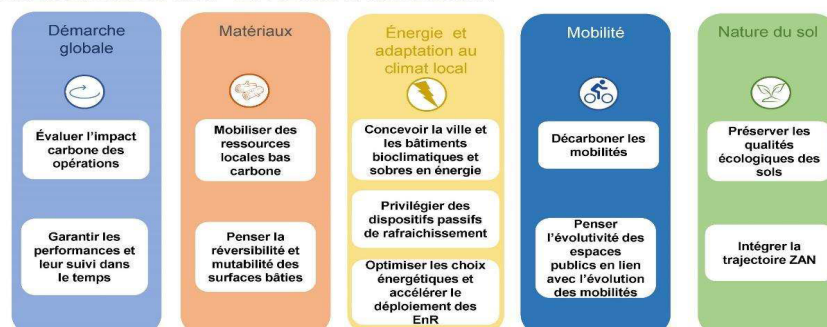 Démarche
globale
Évaluer l'impact
carbone des
opérations
Garantir les
performances et
leur suivi dans
le temps
Matériaux
Mobiliser des
ressources
locales bas
carbone
Penser la
réversibilité et
mutabilité des
surfaces bâties
Énergie et
adaptation au
climat local
Concevoir la ville et
les bâtiments
bioclimatiques et
sobres en énergie
Privilégier des
dispositifs passifs
de rafraichissement
Optimiser les choix
énergétiques et
accélérer le
déploiement des
EnR
Mobilité
Décarboner les
mobilités
Penser
l'évolutivité des
espaces
publics en lien
avec l'évolution
des mobilités
Nature du sol
Préserver les
qualités
écologiques des
sols
Intégrer la
trajectoire ZAN